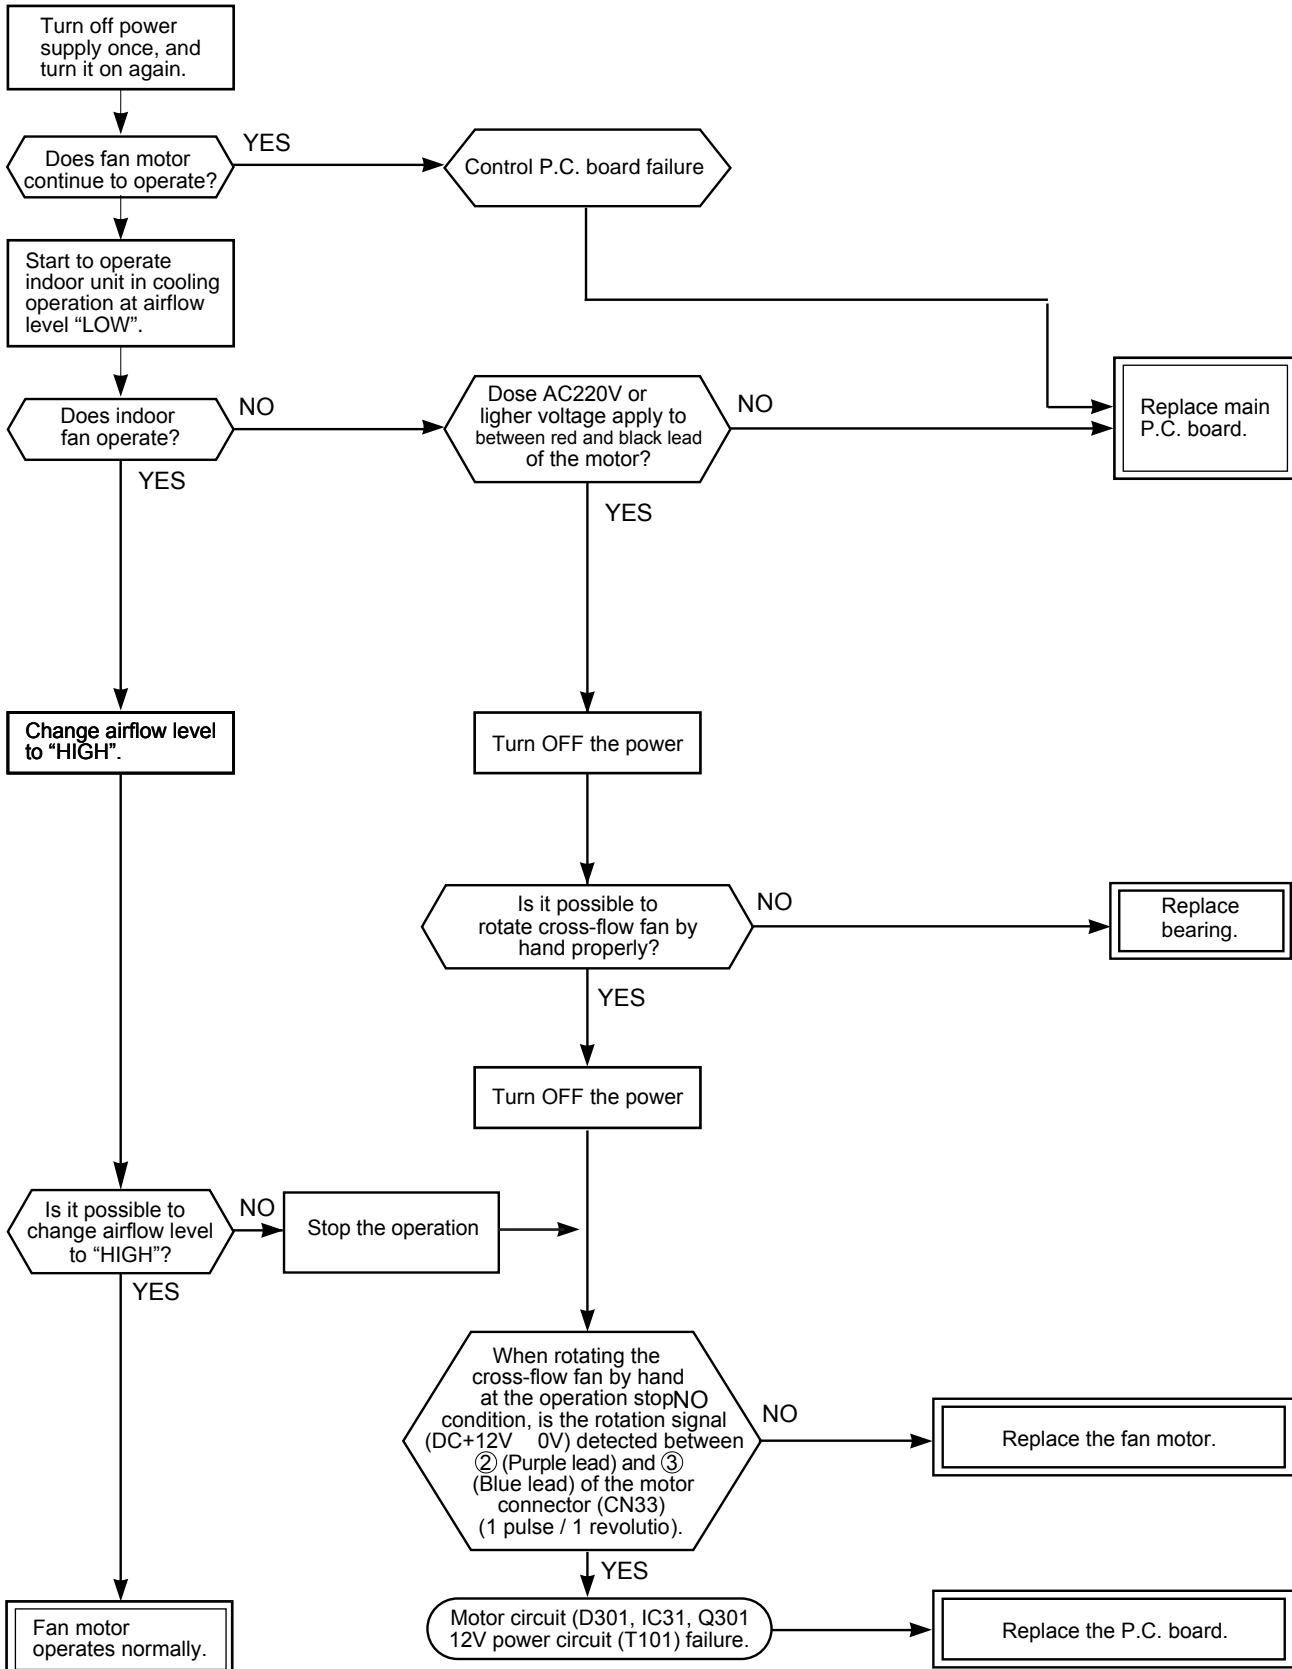 Turn off power
supply once, and
turn it on again.
Does fan motor
continue to operate?
YES
Control P.C. board failure
Start to operate
indoor unit in cooling
operation at airflow
level “LOW”.
Does indoor
fan operate?
NO
YES
Dose AC220V or
ligher voltage apply to
between red and black lead
of the motor?
NO
YES
Replace main
P.C. board.
Change airflow level
to “HIGH”.
Turn OFF the power
Is it possible to
rotate cross-flow fan by
hand properly?
NO
YES
Replace
bearing.
Turn OFF the power
Is it possible to
change airflow level
to “HIGH”?
NO
YES
Stop the operation
When rotating the
cross-flow fan by hand
at the operation stopNO
condition, is the rotation signal
(DC+12V 0V) detected between
② (Purple lead) and ③
(Blue lead) of the motor
connector (CN33)
(1 pulse / 1 revolutio).
NO
YES
Replace the fan motor.
Fan motor
operates normally.
Motor circuit (D301, IC31, Q301
12V power circuit (T101) failure.
Replace the P.C. board.